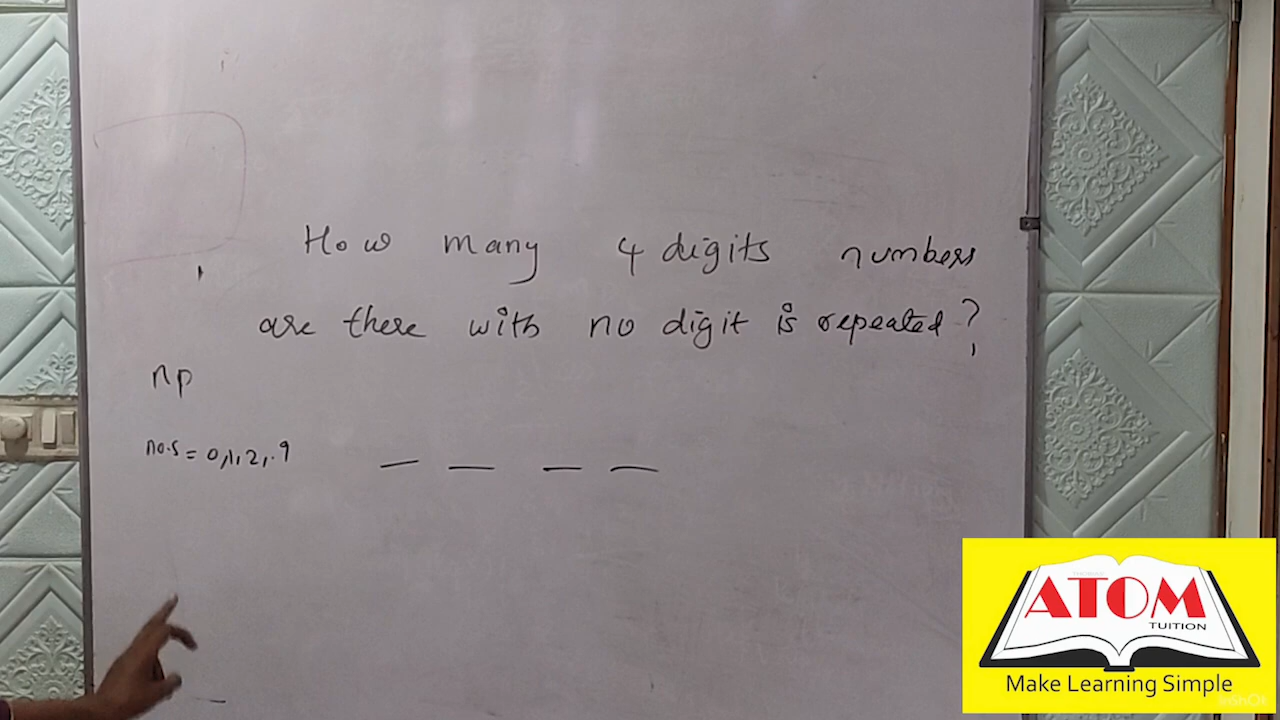 How many 4 digits numbers
are there with no digit is repeated?
np
no.s = 0,1,2,.9
ATOM
TUITION
Make Learning Simple